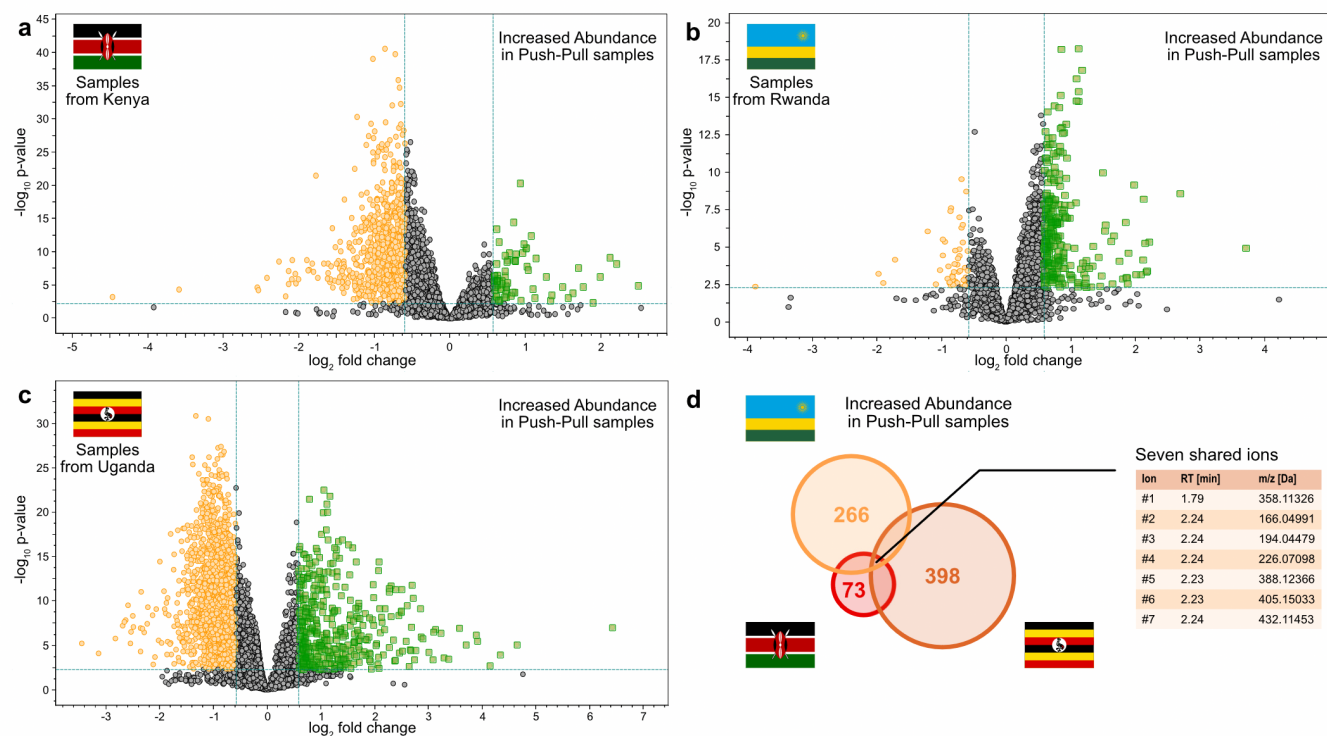 a
Samples
from Kenya
Increased Abundance
in Push-Pull samples
-log10 p-value
45
40
35
30
25
20
15
10
5
0
-5
-4
-3
-2
-1
0
1
2
log2 fold change
b
Samples
from Rwanda
Increased Abundance
in Push-Pull samples
-log10 p-value
20
17.5
15
12.5
10
7.5
5
2.5
0
-4
-3
-2
-1
0
1
2
3
4
log2 fold change
c
Samples
from Uganda
Increased Abundance
in Push-Pull samples
-log10 p-value
30
25
20
15
10
5
0
-3
-2
-1
0
1
2
3
4
5
6
7
log2 fold change
d
Increased Abundance
in Push-Pull samples
266
73
398
Seven shared ions
Ion RT [min] m/z [Da]
#1 1.79 358.11326
#2 2.24 166.04991
#3 2.24 194.04479
#4 2.24 226.07098
#5 2.23 388.12366
#6 2.23 405.15033
#7 2.24 432.11453